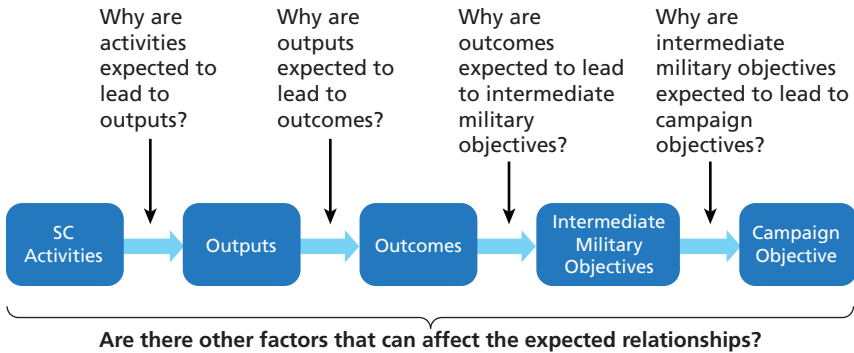 Why are
activities
expected to
lead to
outputs?
Why are
outputs
expected to
lead to
outcomes?
Why are
outcomes
expected to lead
to intermediate
military
objectives?
Why are
intermediate
military objectives
expected to lead to
campaign
objectives?
SC
Activities
Outputs
Outcomes
Intermediate
Military
Objectives
Campaign
Objective
Are there other factors that can affect the expected relationships?